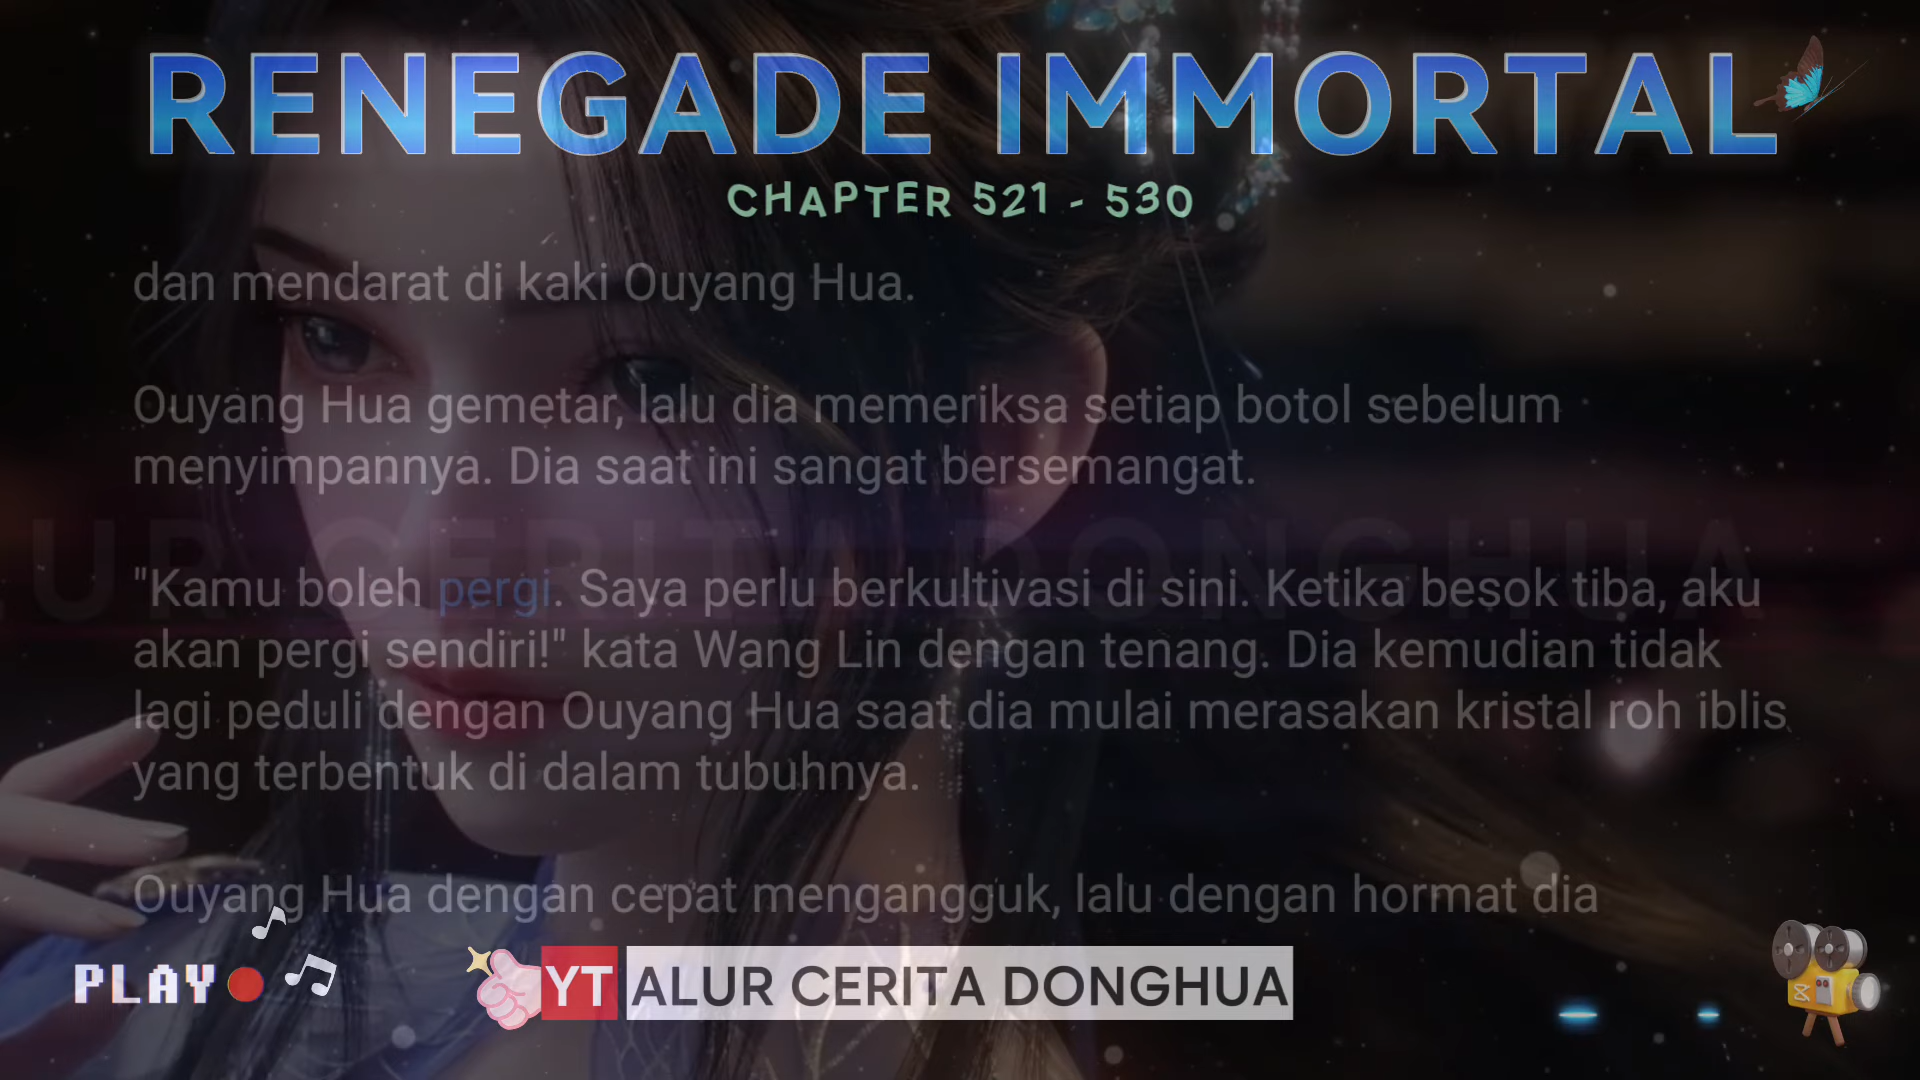 RENEGADE IMMORTAL
CHAPTER 521 - 530
dan mendarat di kaki Ouyang Hua.
Ouyang Hua gemetar, lalu dia memeriksa setiap botol sebelum
menyimpannya. Dia saat ini sangat bersemangat.
UR CERITA DONGHUA
"Kamu boleh pergi. Saya perlu berkultivasi di sini. Ketika besok tiba, aku
akan pergi sendiri!" kata Wang Lin dengan tenang. Dia kemudian tidak
lagi peduli dengan Ouyang Hua saat dia mulai merasakan kristal roh iblis
yang terbentuk di dalam tubuhnya.
Ouyang Hua dengan cepat mengangguk, lalu dengan hormat dia
PLAY
YT ALUR CERITA DONGHUA